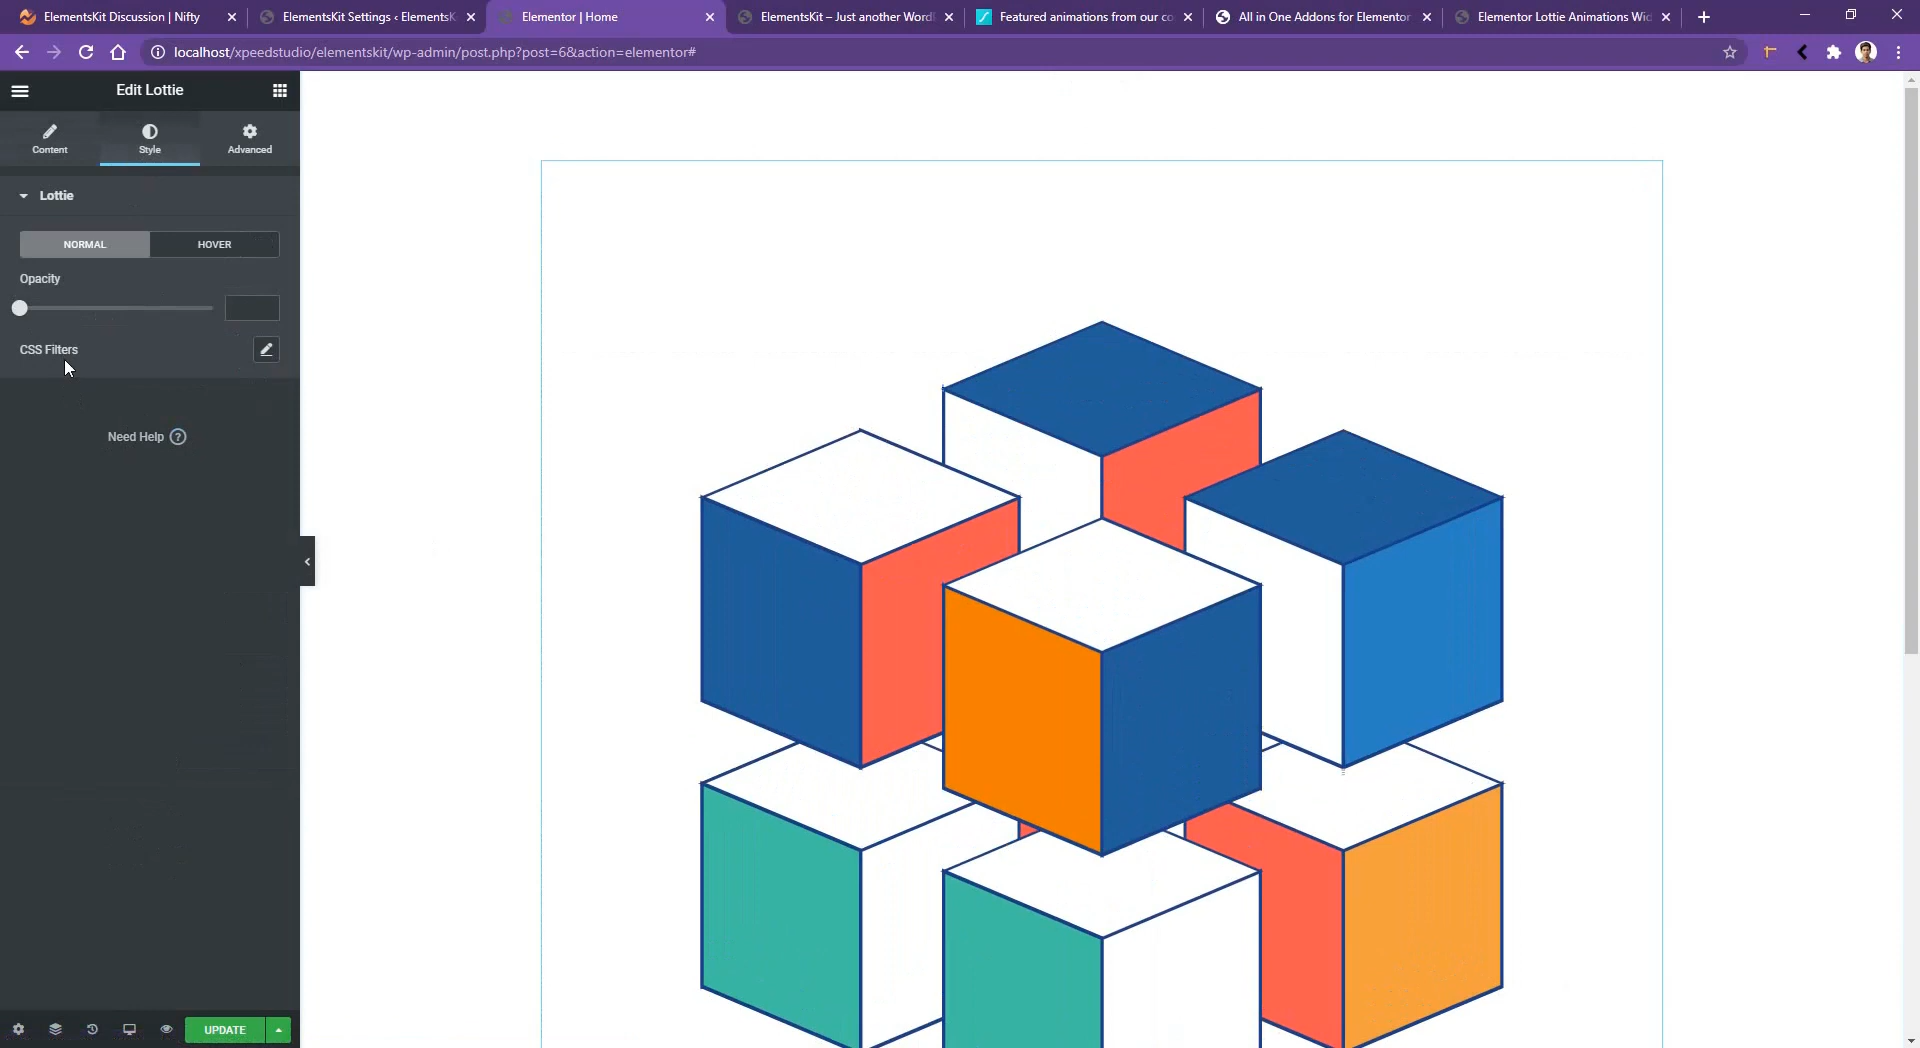 ElementsKit Discussion | Nifty
ElementsKit Settings ‹ ElementsK
Elementor | Home
ElementsKit – Just another Word
Featured animations from our co
All in One Addons for Elementor
Elementor Lottie Animations Wid
localhost/xpeedstudio/elementskit/wp-admin/post.php?post=6&action=elementor#
Edit Lottie
Content
Style
Advanced
Lottie
NORMAL
HOVER
Opacity
CSS Filters
Need Help ?
UPDATE